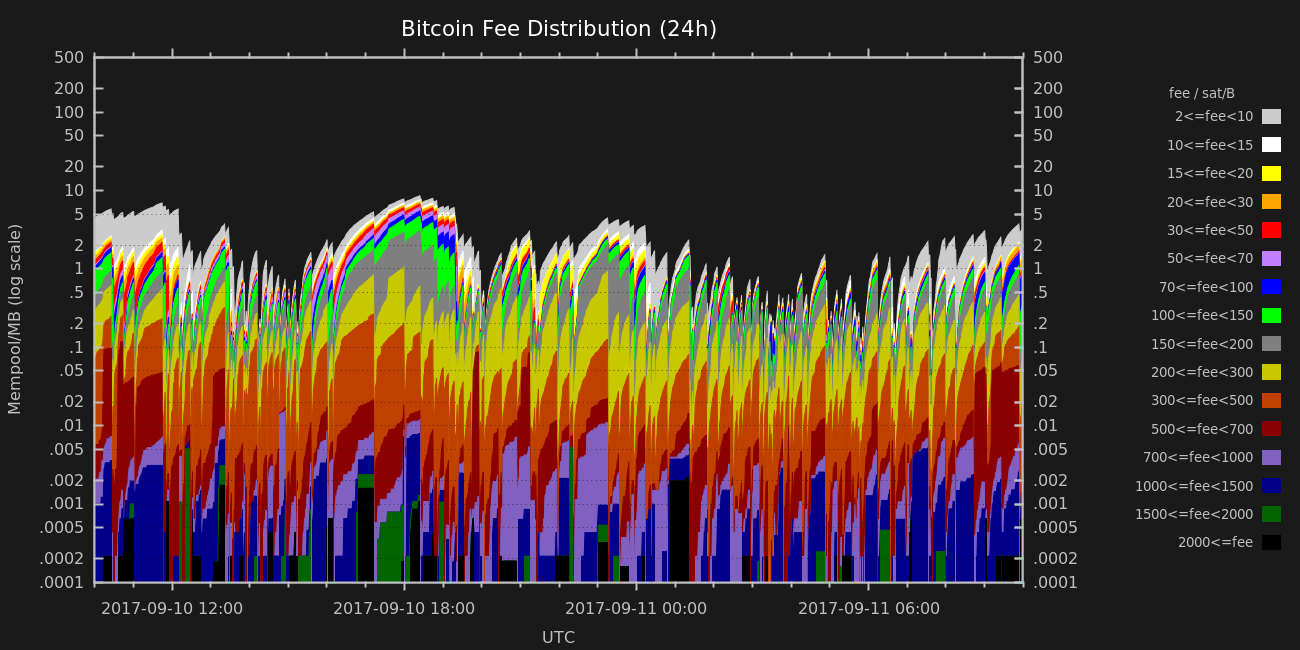 Bitcoin Fee Distribution (24h)
500 500
200 200
100 100
50 50
20 20
10 10
5 5
2 2
1 1
.5 .5
.2 .2
.1 .1
.05 .05
.02 .02
.01 .01
.005 .005
.002 .002
.001 .001
.0005 .0005
.0002 .0002
.0001 .0001
Mempool/MB (log scale)
2017-09-10 12:00 2017-09-10 18:00 2017-09-11 00:00 2017-09-11 06:00
UTC
fee / sat/B
2<=fee<10
10<=fee<15
15<=fee<20
20<=fee<30
30<=fee<50
50<=fee<70
70<=fee<100
100<=fee<150
150<=fee<200
200<=fee<300
300<=fee<500
500<=fee<700
700<=fee<1000
1000<=fee<1500
1500<=fee<2000
2000<=fee